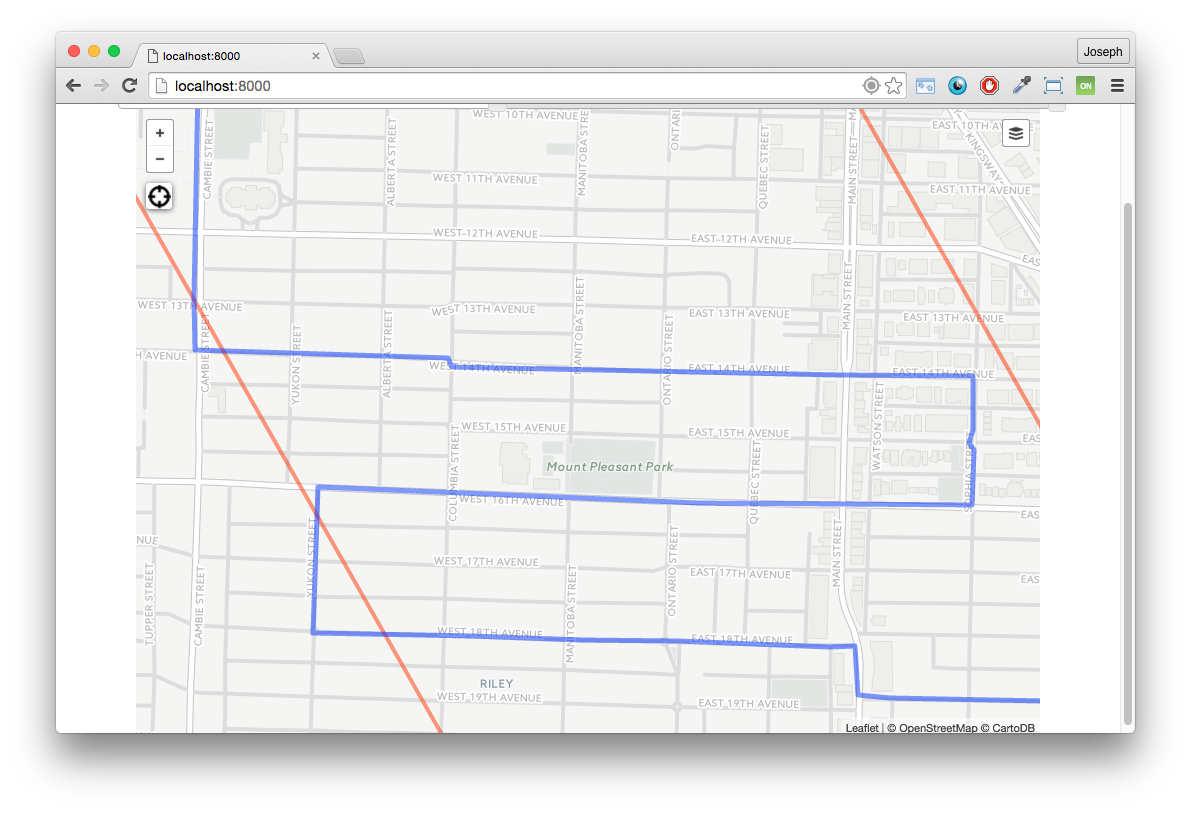 localhost:8000
Joseph
localhost:8000
ON
+
−
WEST 10TH AVENUE
EAST 10TH AVENUE
CAMBIE STREET
ALBERTA STREET
MANITOBA STREET
ONTARI
QUEBEC STREET
MAIN STREET
MA
KINGSWAY
WEST 11TH AVENUE
EAST 11TH AVENUE
WEST 12TH AVENUE
EAST 12TH AVENUE
EAS
WEST 13TH AVENUE
WEST 13TH AVENUE
EAST 13TH AVENUE
EAST 13TH AVENUE
CAMBIE STREET
YUKON STREET
ALBERTA STREET
MANITOBA STREET
ONTARIO STREET
MAIN STREET
H AVENUE
WEST 14TH AVENUE
EAST 14TH AVENUE
EAST 14TH AVENUE
WATSON STREET
SOPHIA STREET
WEST 15TH AVENUE
EAST 15TH AVENUE
EAS
COLUMBIA STREET
QUEBEC STREET
Mount Pleasant Park
WEST 16TH AVENUE
EAS
NUE
YUKON STREET
WEST 17TH AVENUE
EAST 17TH AVENUE
EAS
TUPPER STREET
CAMBIE STREET
MANITOBA STREET
ONTARIO STREET
MAIN STREET
WEST 18TH AVENUE
EAST 18TH AVENUE
RILEY
WEST 19TH AVENUE
EAST 19TH AVENUE
Leaflet | © OpenStreetMap © CartoDB